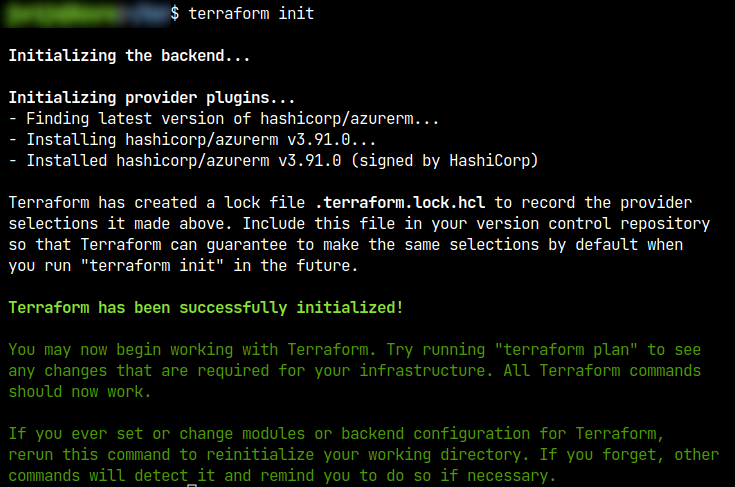 $ terraform init
Initializing the backend...
Initializing provider plugins...
- Finding latest version of hashicorp/azurerm...
- Installing hashicorp/azurerm v3.91.0...
- Installed hashicorp/azurerm v3.91.0 (signed by HashiCorp)
Terraform has created a lock file .terraform.lock.hcl to record the provider
selections it made above. Include this file in your version control repository
so that Terraform can guarantee to make the same selections by default when
you run "terraform init" in the future.
Terraform has been successfully initialized!
You may now begin working with Terraform. Try running "terraform plan" to see
any changes that are required for your infrastructure. All Terraform commands
should now work.
If you ever set or change modules or backend configuration for Terraform,
rerun this command to reinitialize your working directory. If you forget, other
commands will detect it and remind you to do so if necessary.